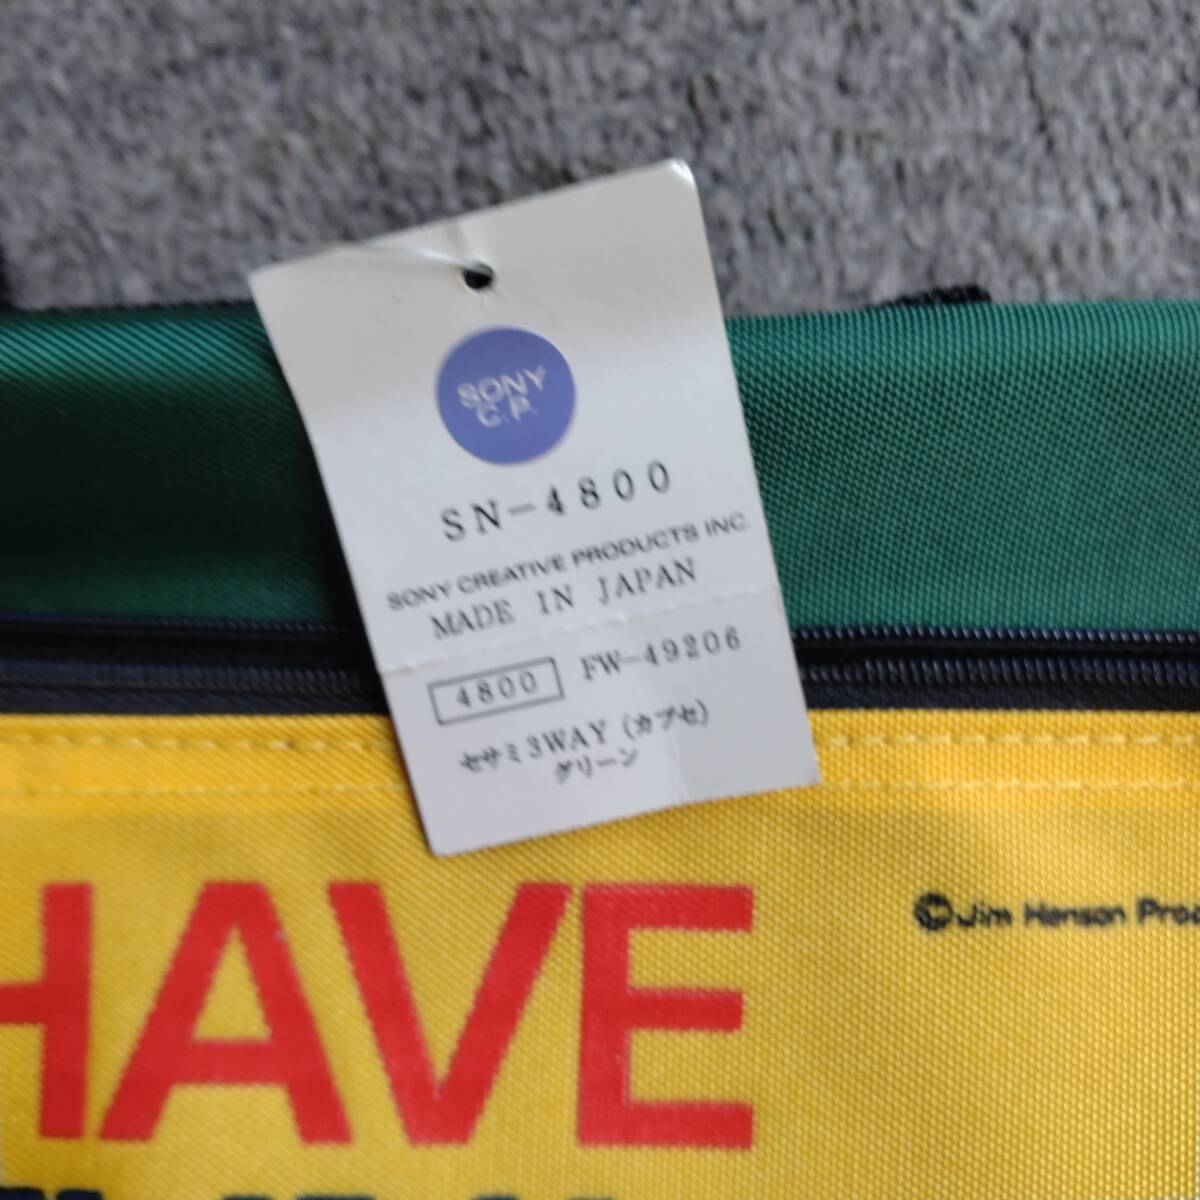 SONY
C.P.
SN-4800
SONY CREATIVE PRODUCTS INC.
MADE IN JAPAN
4800 FW-49206
セサミ3WAY (カブセ)
グリーン
©Jim Henson
HAVE